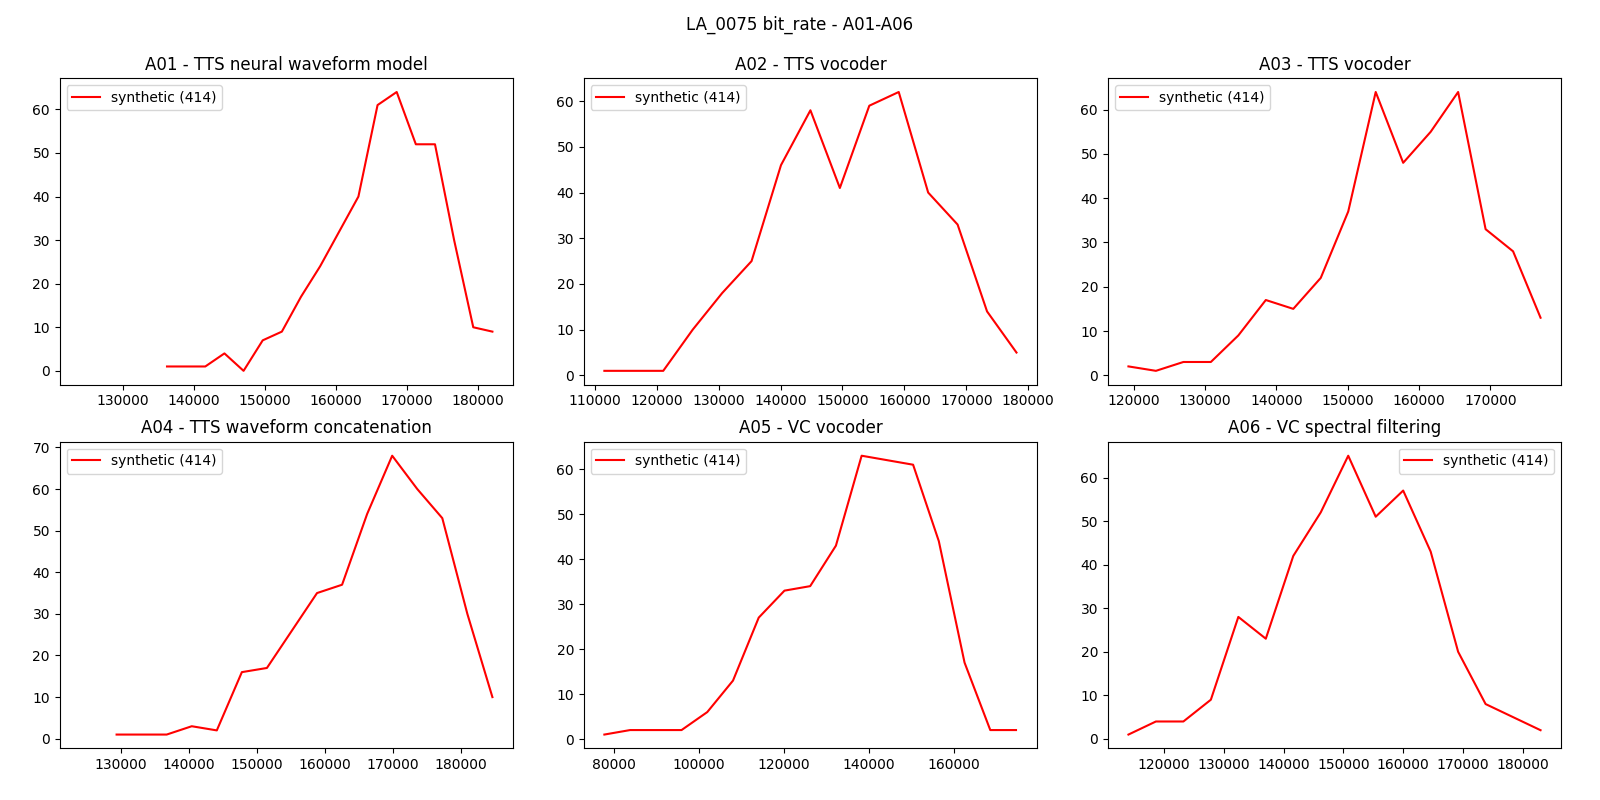 LA_0075 bit_rate - A01-A06
A01 - TTS neural waveform model
synthetic (414)
60
50
40
30
20
10
0
130000 140000 150000 160000 170000 180000
A02 - TTS vocoder
synthetic (414)
60
50
40
30
20
10
0
110000 120000 130000 140000 150000 160000 170000 180000
A03 - TTS vocoder
synthetic (414)
60
50
40
30
20
10
0
120000 130000 140000 150000 160000 170000
A04 - TTS waveform concatenation
synthetic (414)
70
60
50
40
30
20
10
0
130000 140000 150000 160000 170000 180000
A05 - VC vocoder
synthetic (414)
60
50
40
30
20
10
0
80000 100000 120000 140000 160000
A06 - VC spectral filtering
synthetic (414)
60
50
40
30
20
10
0
120000 130000 140000 150000 160000 170000 180000